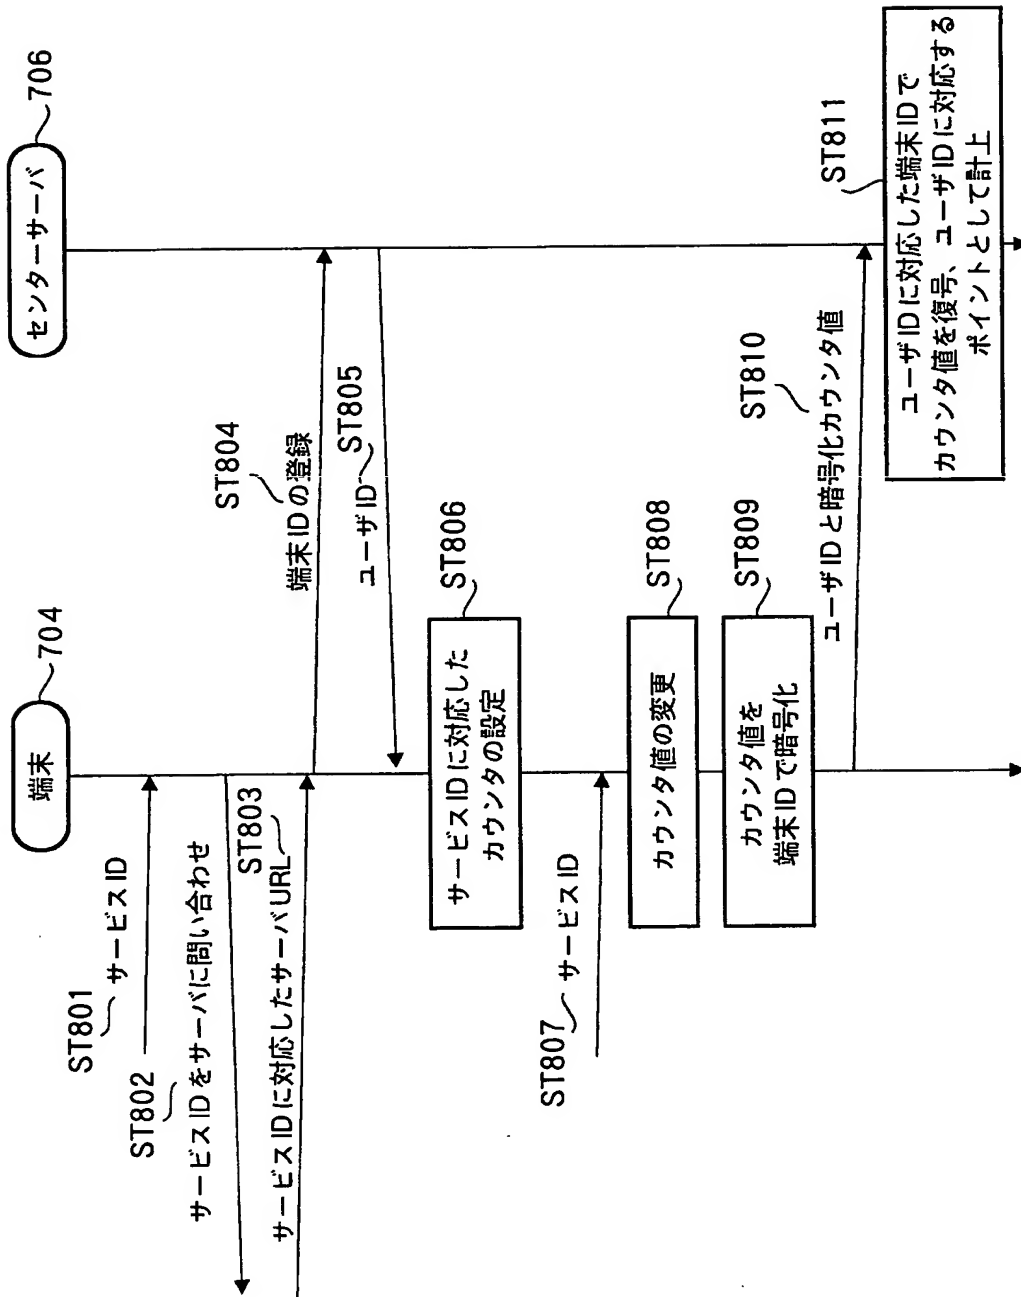 端末
704
センターサーバ
706
ST801
サービスID
ST802
サービスIDをサーバに問い合わせ
ST803
サービスIDに対応したサーバURL
ST804
端末IDの登録
ST805
ユーザID
ST806
サービスIDに対応した
カウンタの設定
ST807
サービスID
ST808
カウンタ値の変更
ST809
カウンタ値を
端末IDで暗号化
ST810
ユーザIDと暗号化カウンタ値
ST811
ユーザIDに対応した端末IDで
カウンタ値を復号、ユーザIDに対応する
ポイントとして計上